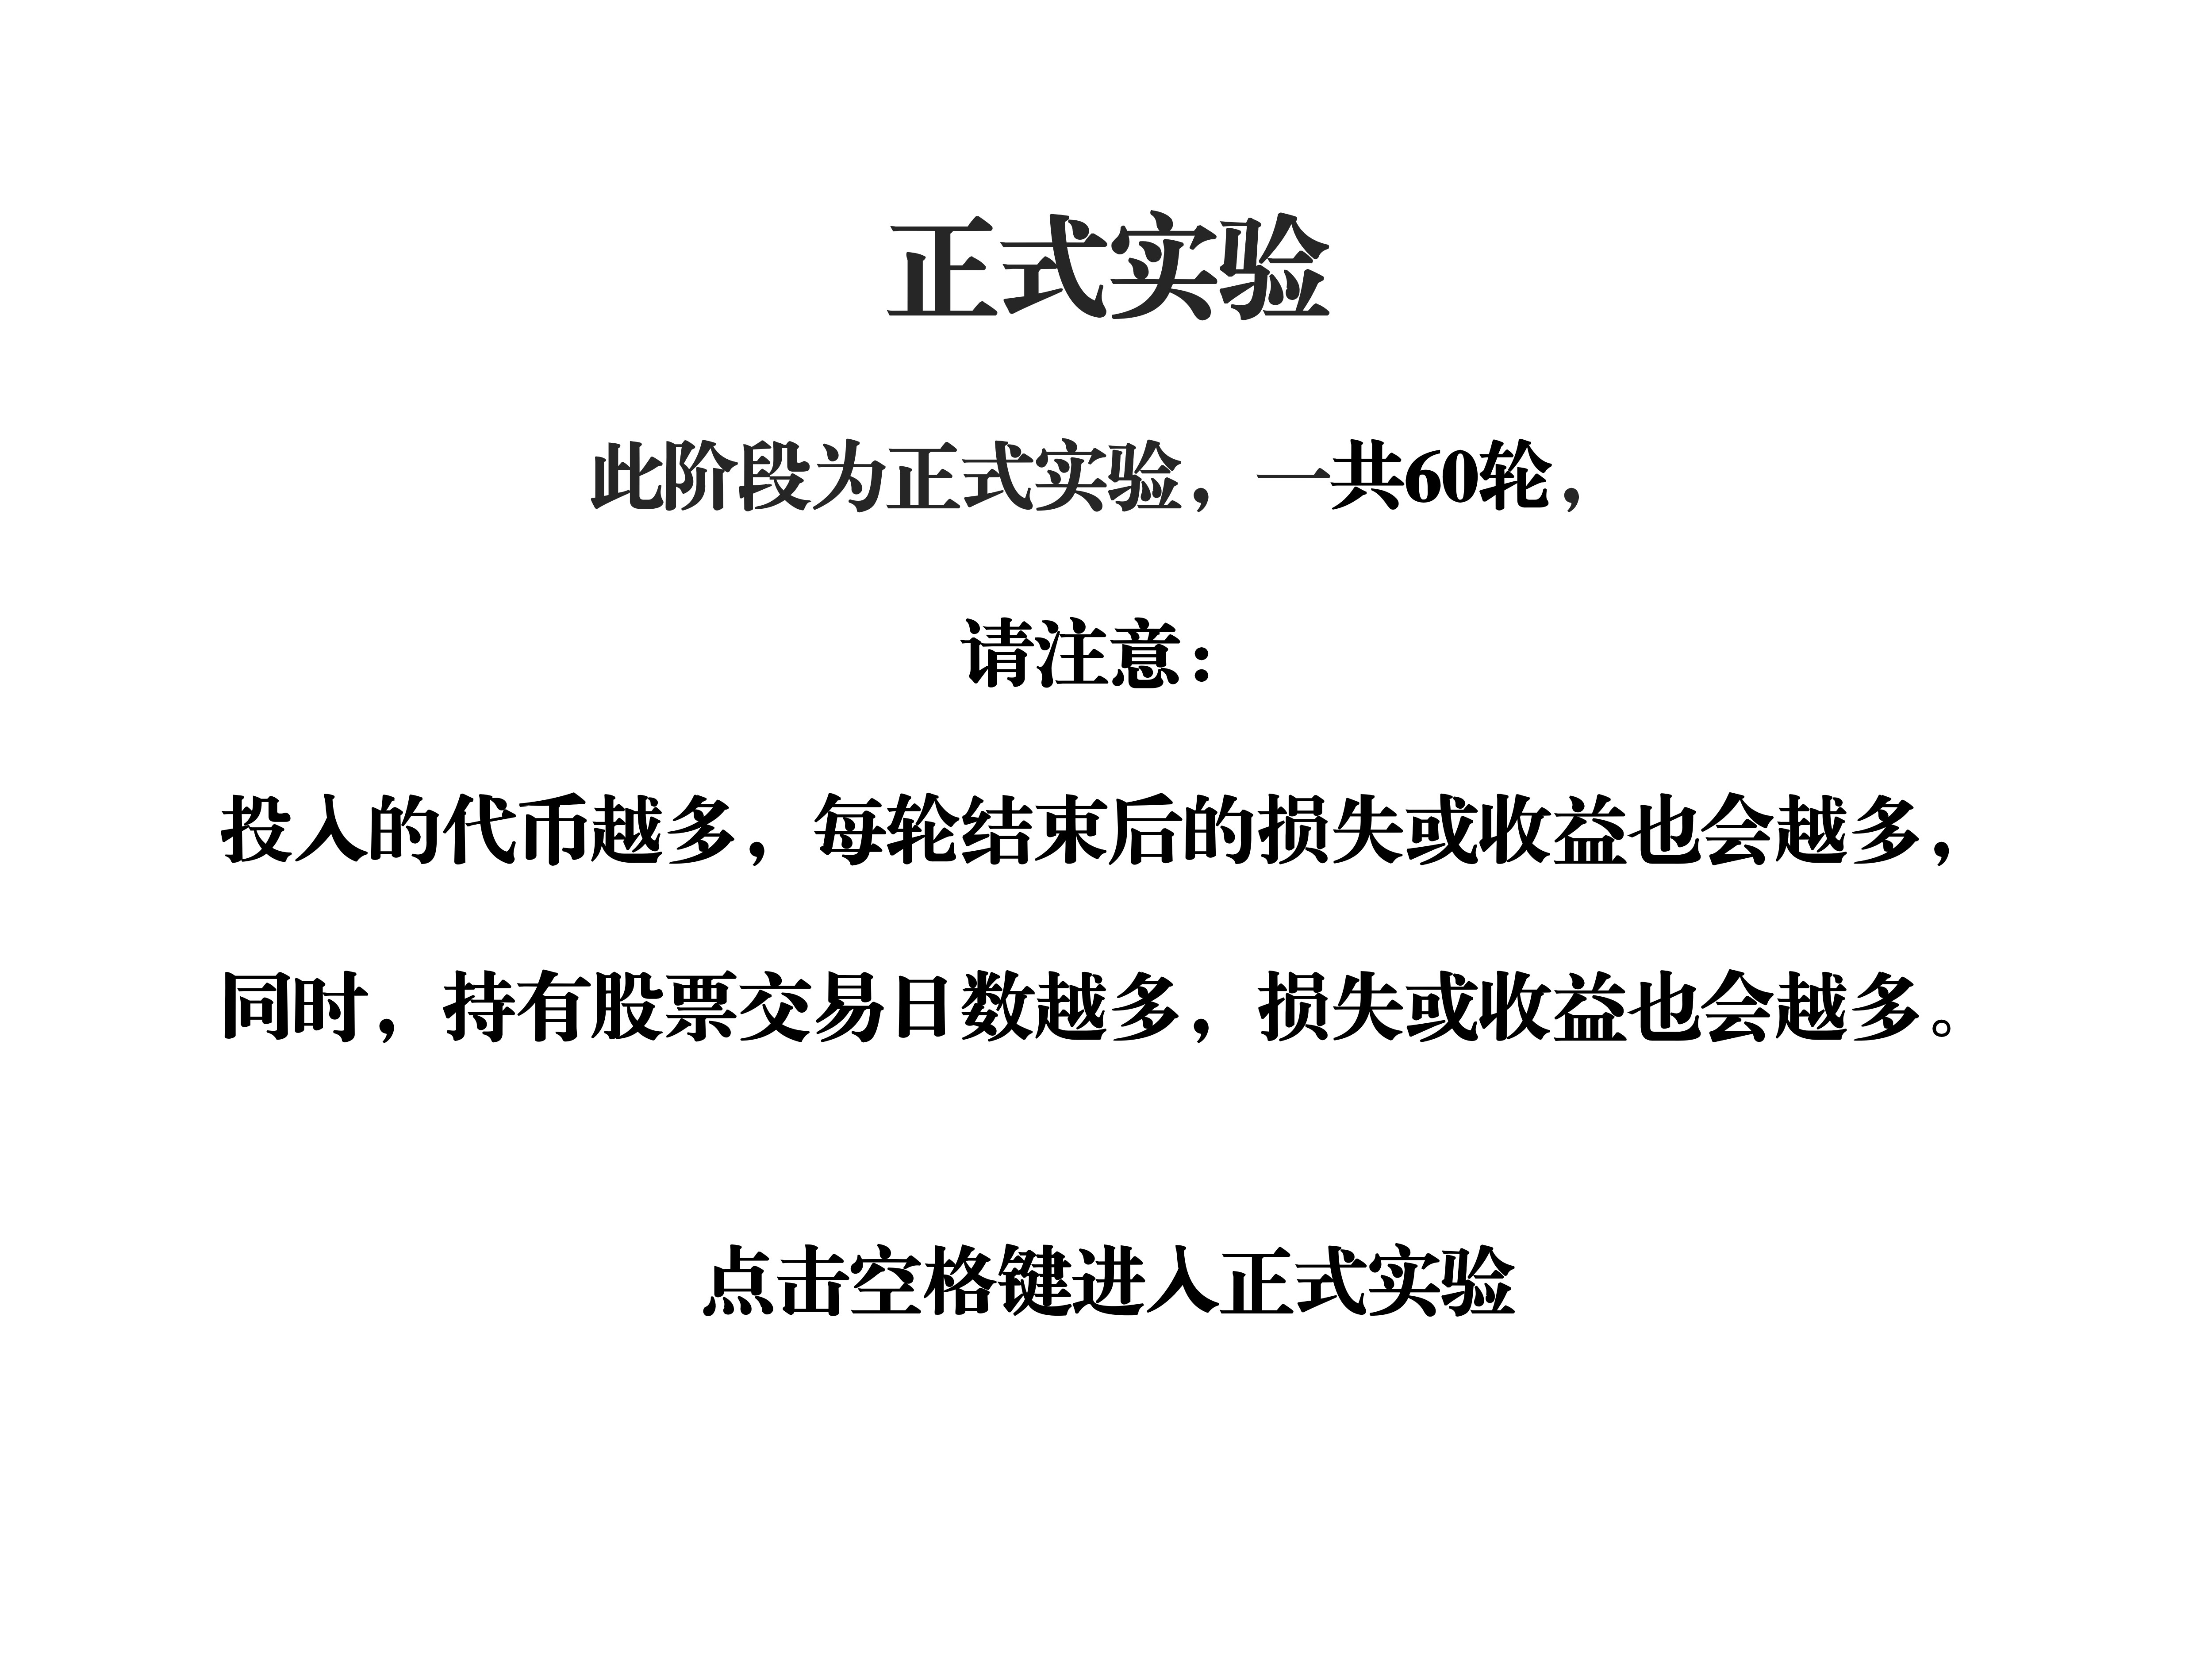 正式实验
此阶段为正式实验，一共60轮，
请注意：
投入的代币越多，每轮结束后的损失或收益也会越多，
同时，持有股票交易日数越多，损失或收益也会越多。
点击空格键进入正式实验